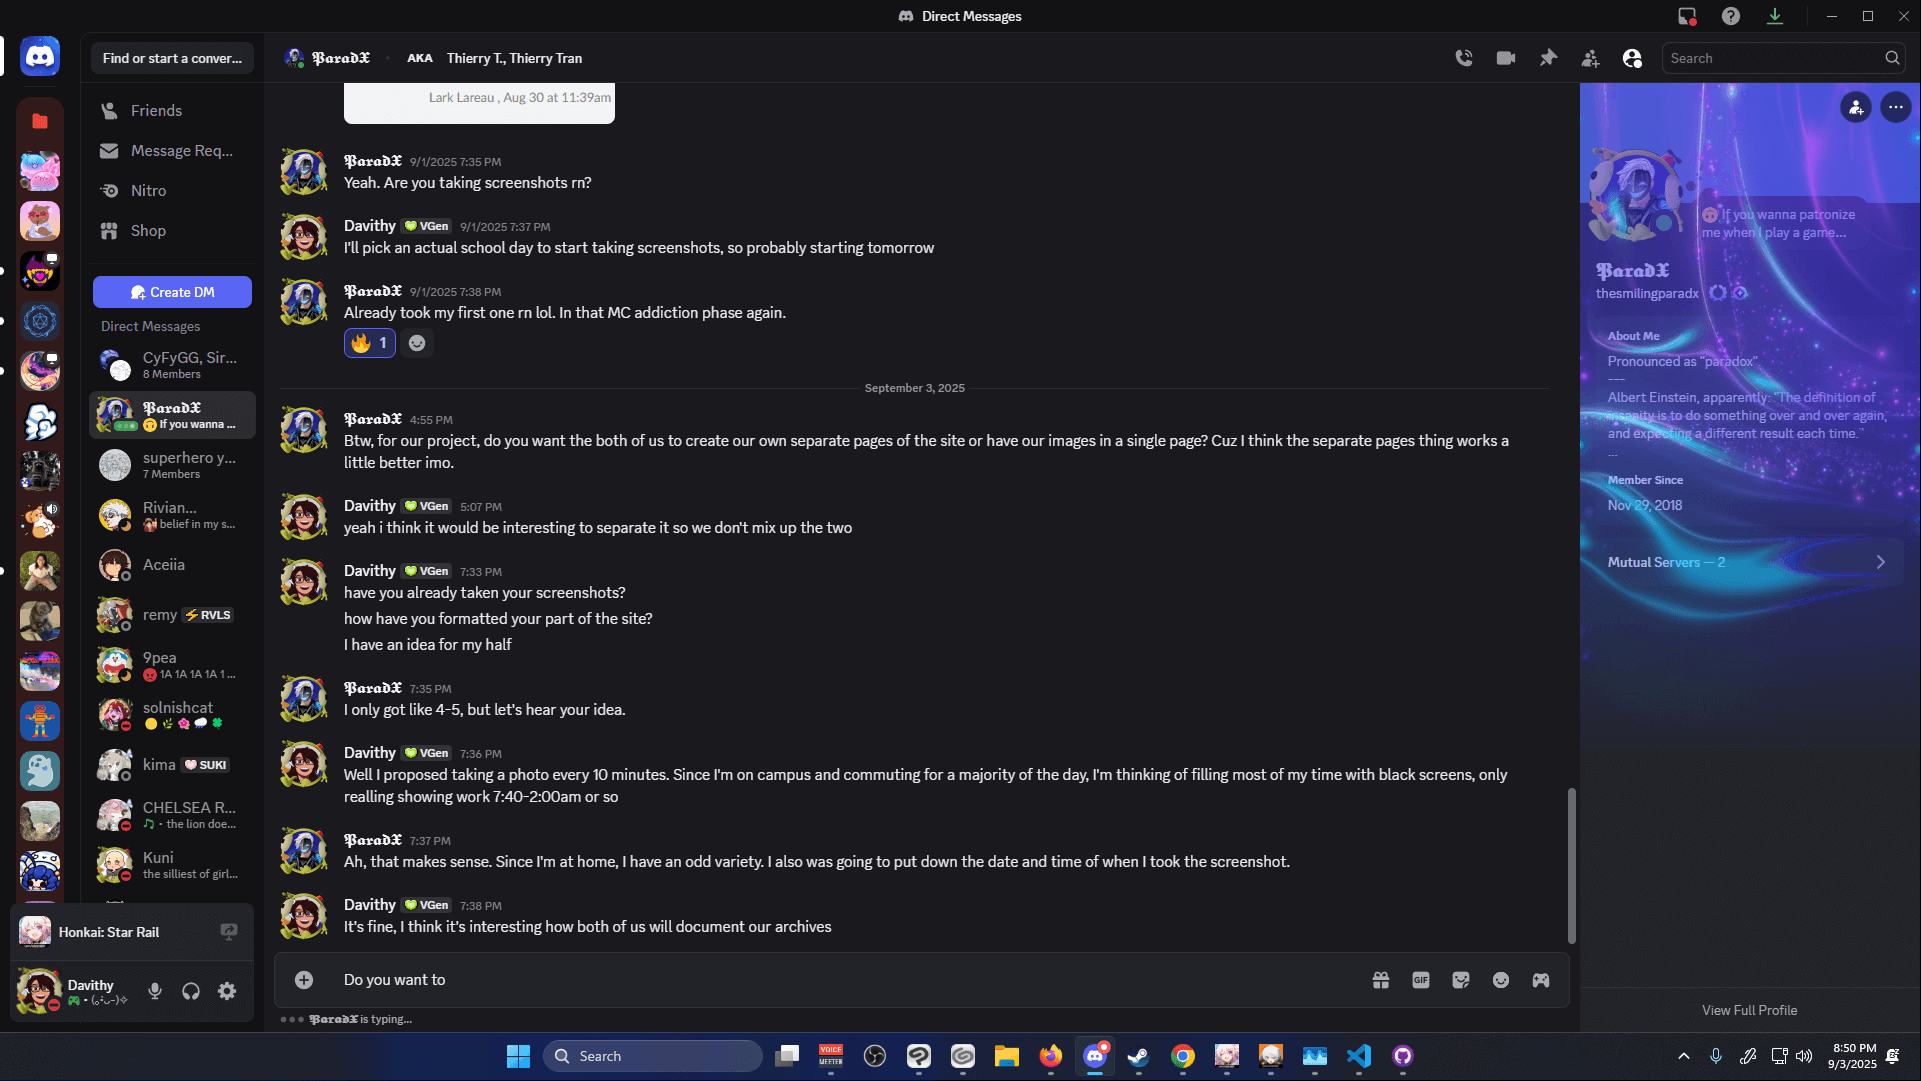 Direct Messages
Find or start a conver...
𝕻𝖆𝖗𝖆𝖉𝖃
AKA Thierry T., Thierry Tran
Search
Friends
Message Req...
Nitro
Shop
Create DM
Direct Messages
CyFyGG, Sir...
8 Members
𝕻𝖆𝖗𝖆𝖉𝖃
🙃 If you wanna ...
superhero y...
7 Members
Rivian...
belief in my s...
Aceiia
remy ⚡RVLS
9pea
😡 1A 1A 1A 1A 1 ...
solnishcat
kima SUKI
CHELSEA R...
🎵 • the lion doe...
Kuni
the silliest of girl...
Honkai: Star Rail
Davithy
Lark Lareau , Aug 30 at 11:39am
𝕻𝖆𝖗𝖆𝖉𝖃 9/1/2025 7:35 PM
Yeah. Are you taking screenshots rn?
Davithy VGen 9/1/2025 7:37 PM
I'll pick an actual school day to start taking screenshots, so probably starting tomorrow
𝕻𝖆𝖗𝖆𝖉𝖃 9/1/2025 7:38 PM
Already took my first one rn lol. In that MC addiction phase again.
🔥 1
September 3, 2025
𝕻𝖆𝖗𝖆𝖉𝖃 4:55 PM
Btw, for our project, do you want the both of us to create our own separate pages of the site or have our images in a single page? Cuz I think the separate pages thing works a
little better imo.
Davithy VGen 5:07 PM
yeah i think it would be interesting to separate it so we don't mix up the two
Davithy VGen 7:33 PM
have you already taken your screenshots?
how have you formatted your part of the site?
I have an idea for my half
𝕻𝖆𝖗𝖆𝖉𝖃 7:35 PM
I only got like 4-5, but let's hear your idea.
Davithy VGen 7:36 PM
Well I proposed taking a photo every 10 minutes. Since I'm on campus and commuting for a majority of the day, I'm thinking of filling most of my time with black screens, only
realling showing work 7:40-2:00am or so
𝕻𝖆𝖗𝖆𝖉𝖃 7:37 PM
Ah, that makes sense. Since I'm at home, I have an odd variety. I also was going to put down the date and time of when I took the screenshot.
Davithy VGen 7:38 PM
It's fine, I think it's interesting how both of us will document our archives
Do you want to
GIF
𝕻𝖆𝖗𝖆𝖉𝖃 is typing...
🙃 If you wanna patronize
me when I play a game...
𝕻𝖆𝖗𝖆𝖉𝖃
thesmilingparadx
About Me
Pronounced as "paradox".
---
Albert Einstein, apparently: "The definition of
insanity is to do something over and over again,
and expecting a different result each time."
...
Member Since
Nov 29, 2018
Mutual Servers — 2
View Full Profile
Search
VOICE
MEETER
8:50 PM
9/3/2025